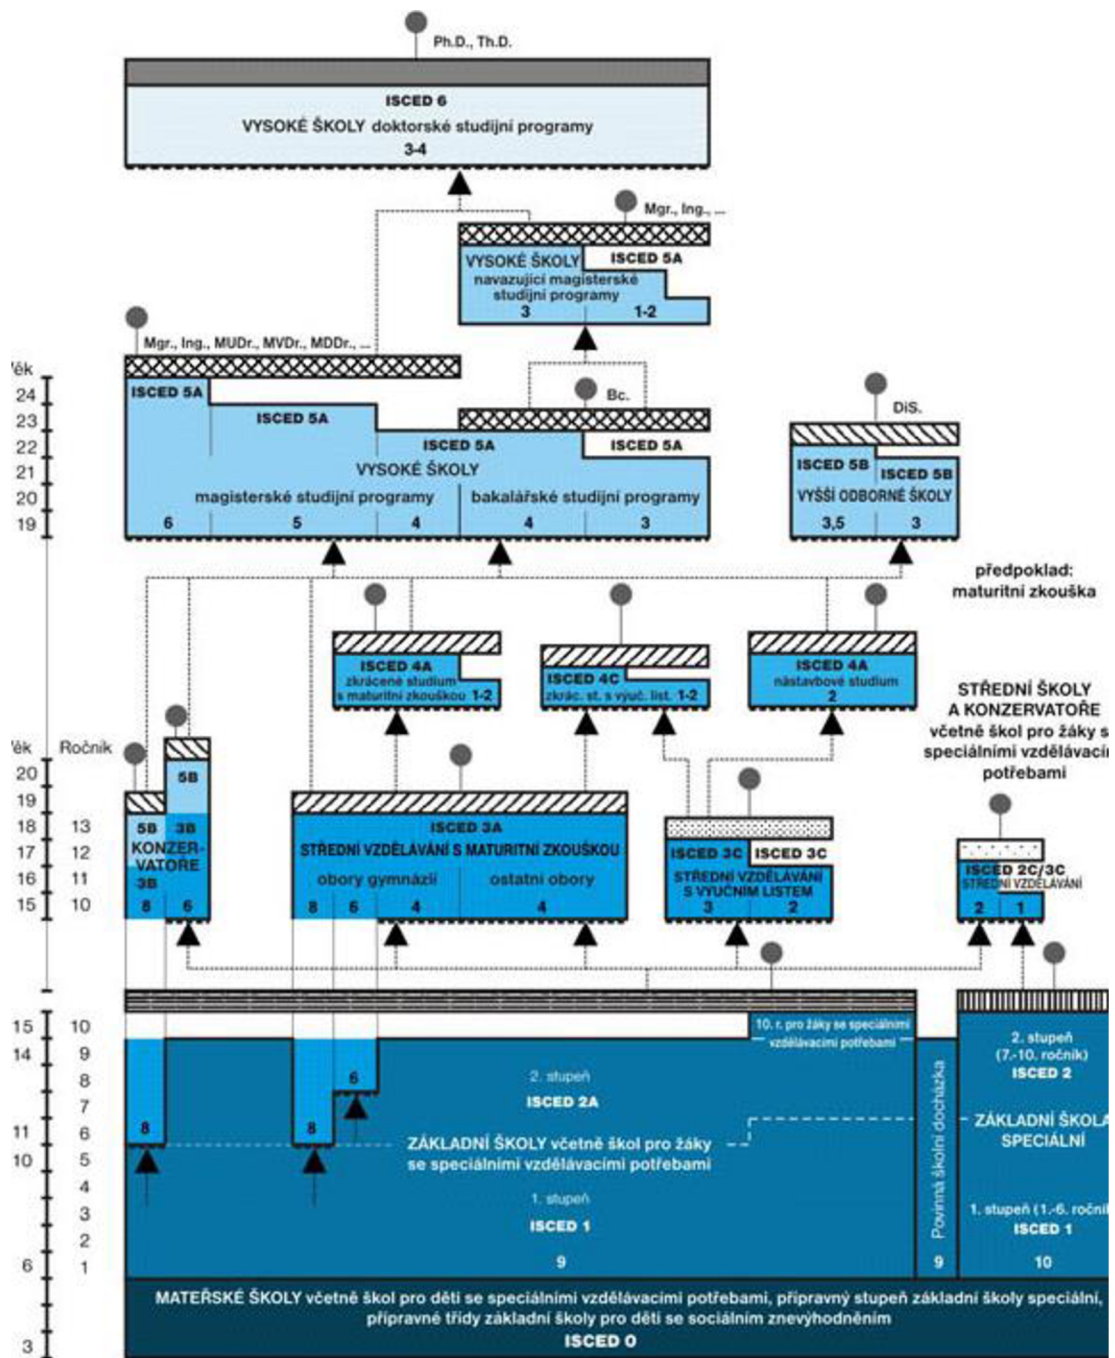 Ph.D., Th.D.
ISCED 6
VYSOKÉ ŠKOLY doktorské studijní programy
3-4
Mgr., Ing., ...
VYSOKÉ ŠKOLY ISCED 5A
navazující magisterské
studijní programy
3 1-2
Mgr., Ing., MUDr., MVDr., MDDr., ...
ěk
24
23
22
21
20
19
ISCED 5A
ISCED 5A
ISCED 5A
Bc.
ISCED 5A
VYSOKÉ ŠKOLY
magisterské studijní programy
bakalářské studijní programy
6 5 4 4 3
DiS.
ISCED 5B
ISCED 5B
VYŠŠÍ ODBORNÉ ŠKOLY
3,5 3
předpoklad:
maturitní zkouška
ISCED 4A
zkrácené studium
s maturitní zkouškou 1-2
ISCED 4C
zkrác. st. s výuč. list. 1-2
ISCED 4A
nástavbové studium
2
STŘEDNÍ ŠKOLY
A KONZERVATOŘE
včetně škol pro žáky s
speciálními vzdělávacím
potřebami
ěk Ročník
20
19
18 13
17 12
16 11
15 10
5B
5B 3B
KONZER-
VATOŘE
3B
8 6
ISCED 3A
STŘEDNÍ VZDĚLÁVÁNÍ S MATURITNÍ ZKOUŠKOU
obory gymnázií ostatní obory
8 6 4 4
ISCED 3C ISCED 3C
STŘEDNÍ VZDĚLÁVÁNÍ
S VÝUČNÍM LISTEM
3 2
ISCED 2C/3C
STŘEDNÍ VZDĚLÁVÁNÍ
2 1
15 10
14 9
8
7
11 6
10 5
4
3
2
6 1
3
8
8
6
10. r. pro žáky se speciálními
vzdělávacími potřebami
2. stupeň
ISCED 2A
ZÁKLADNÍ ŠKOLY včetně škol pro žáky
se speciálními vzdělávacími potřebami
1. stupeň
ISCED 1
9
Povinná školní docházka
9
2. stupeň
(7.-10. ročník)
ISCED 2
ZÁKLADNÍ ŠKOLA
SPECIÁLNÍ
1. stupeň (1.-6. ročník
ISCED 1
10
MATEŘSKÉ ŠKOLY včetně škol pro děti se speciálními vzdělávacími potřebami, přípravný stupeň základní školy speciální,
přípravné třídy základní školy pro děti se sociálním znevýhodněním
ISCED 0